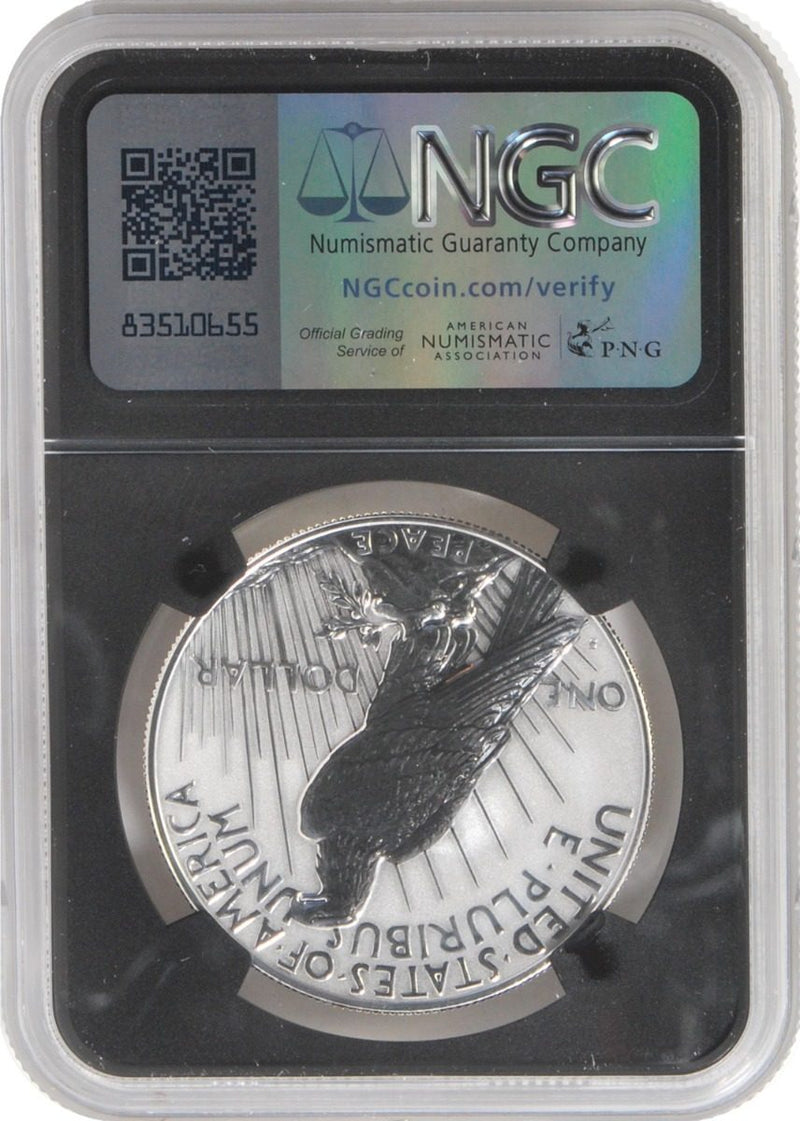 NGC
Numismatic Guaranty Company
NGCcoin.com/verify
83510655
Official Grading
Service of
AMERICAN
NUMISMATIC
ASSOCIATION
P·N·G
PEACE
ONE DOLLAR
E·PLURIBUS UNUM
UNITED·STATES·OF·AMERICA